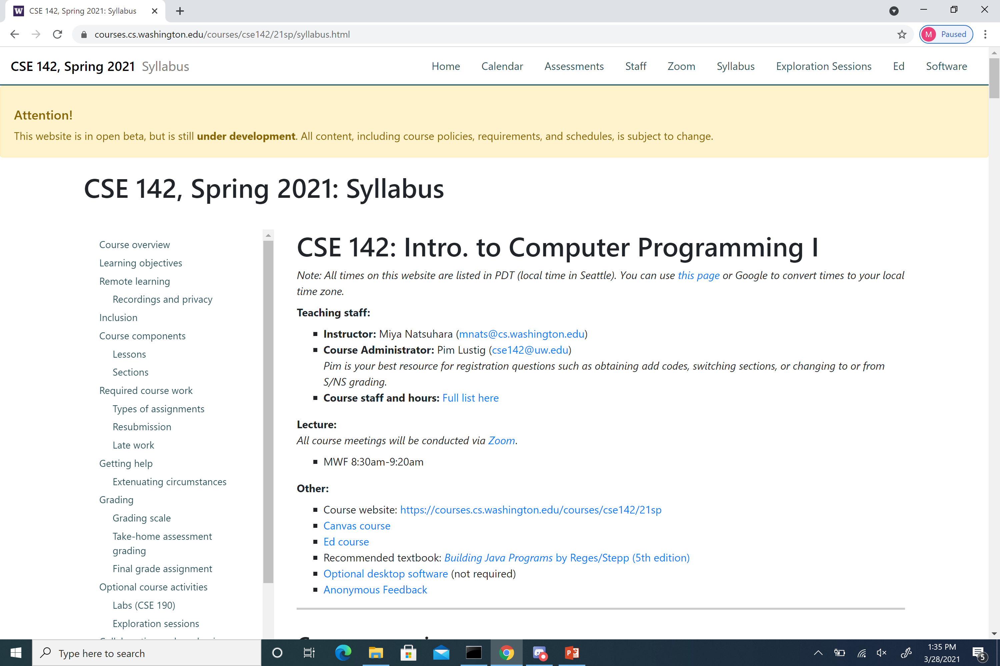 CSE 142, Spring 2021: Syllabus
courses.cs.washington.edu/courses/cse142/21sp/syllabus.html
M Paused
CSE 142, Spring 2021 Syllabus
Home Calendar Assessments Staff Zoom Syllabus Exploration Sessions Ed Software
Attention!
This website is in open beta, but is still under development. All content, including course policies, requirements, and schedules, is subject to change.
CSE 142, Spring 2021: Syllabus
Course overview
Learning objectives
Remote learning
Recordings and privacy
Inclusion
Course components
Lessons
Sections
Required course work
Types of assignments
Resubmission
Late work
Getting help
Extenuating circumstances
Grading
Grading scale
Take-home assessment
grading
Final grade assignment
Optional course activities
Labs (CSE 190)
Exploration sessions
CSE 142: Intro. to Computer Programming I
Note: All times on this website are listed in PDT (local time in Seattle). You can use this page or Google to convert times to your local
time zone.
Teaching staff:
Instructor: Miya Natsuhara (mnats@cs.washington.edu)
Course Administrator: Pim Lustig (cse142@uw.edu)
Pim is your best resource for registration questions such as obtaining add codes, switching sections, or changing to or from
S/NS grading.
Course staff and hours: Full list here
Lecture:
All course meetings will be conducted via Zoom.
MWF 8:30am-9:20am
Other:
Course website: https://courses.cs.washington.edu/courses/cse142/21sp
Canvas course
Ed course
Recommended textbook: Building Java Programs by Reges/Stepp (5th edition)
Optional desktop software (not required)
Anonymous Feedback
Type here to search
1:35 PM
3/28/2021
5